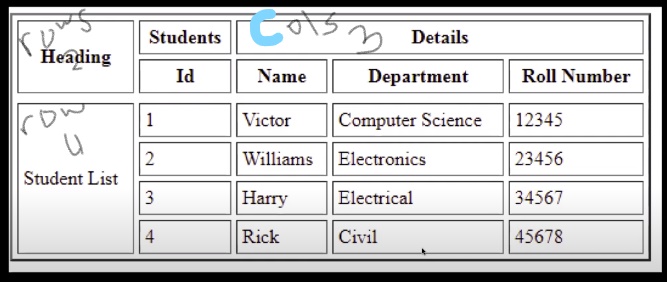 rows 2
Heading
Students
Cols 3
Details
Id
Name
Department
Roll Number
row 4
Student List
1
Victor
Computer Science
12345
2
Williams
Electronics
23456
3
Harry
Electrical
34567
4
Rick
Civil
45678